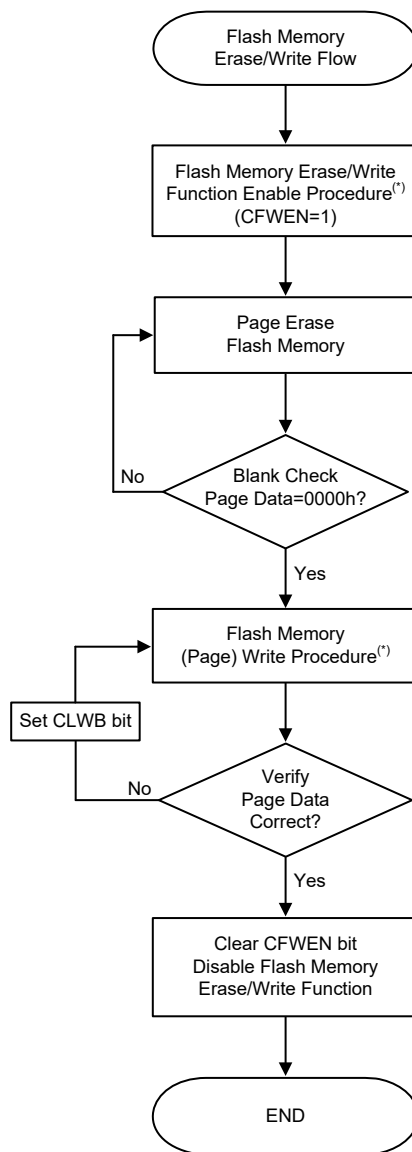 Flash Memory
Erase/Write Flow
Flash Memory Erase/Write
Function Enable Procedure(*)
(CFWEN=1)
Page Erase
Flash Memory
No
Blank Check
Page Data=0000h?
Yes
Flash Memory
(Page) Write Procedure(*)
Set CLWB bit
No
Verify
Page Data
Correct?
Yes
Clear CFWEN bit
Disable Flash Memory
Erase/Write Function
END